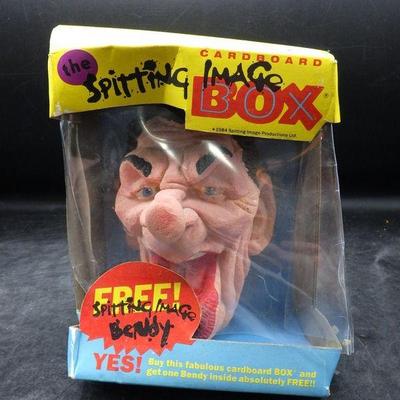 CARDBOARD
the Spitting Image
BOX®
©1984 Spitting Image Productions Ltd.
FREE!
Spitting Image
Bendy
YES! Buy this fabulous cardboard BOX and
get one Bendy inside absolutely FREE!!